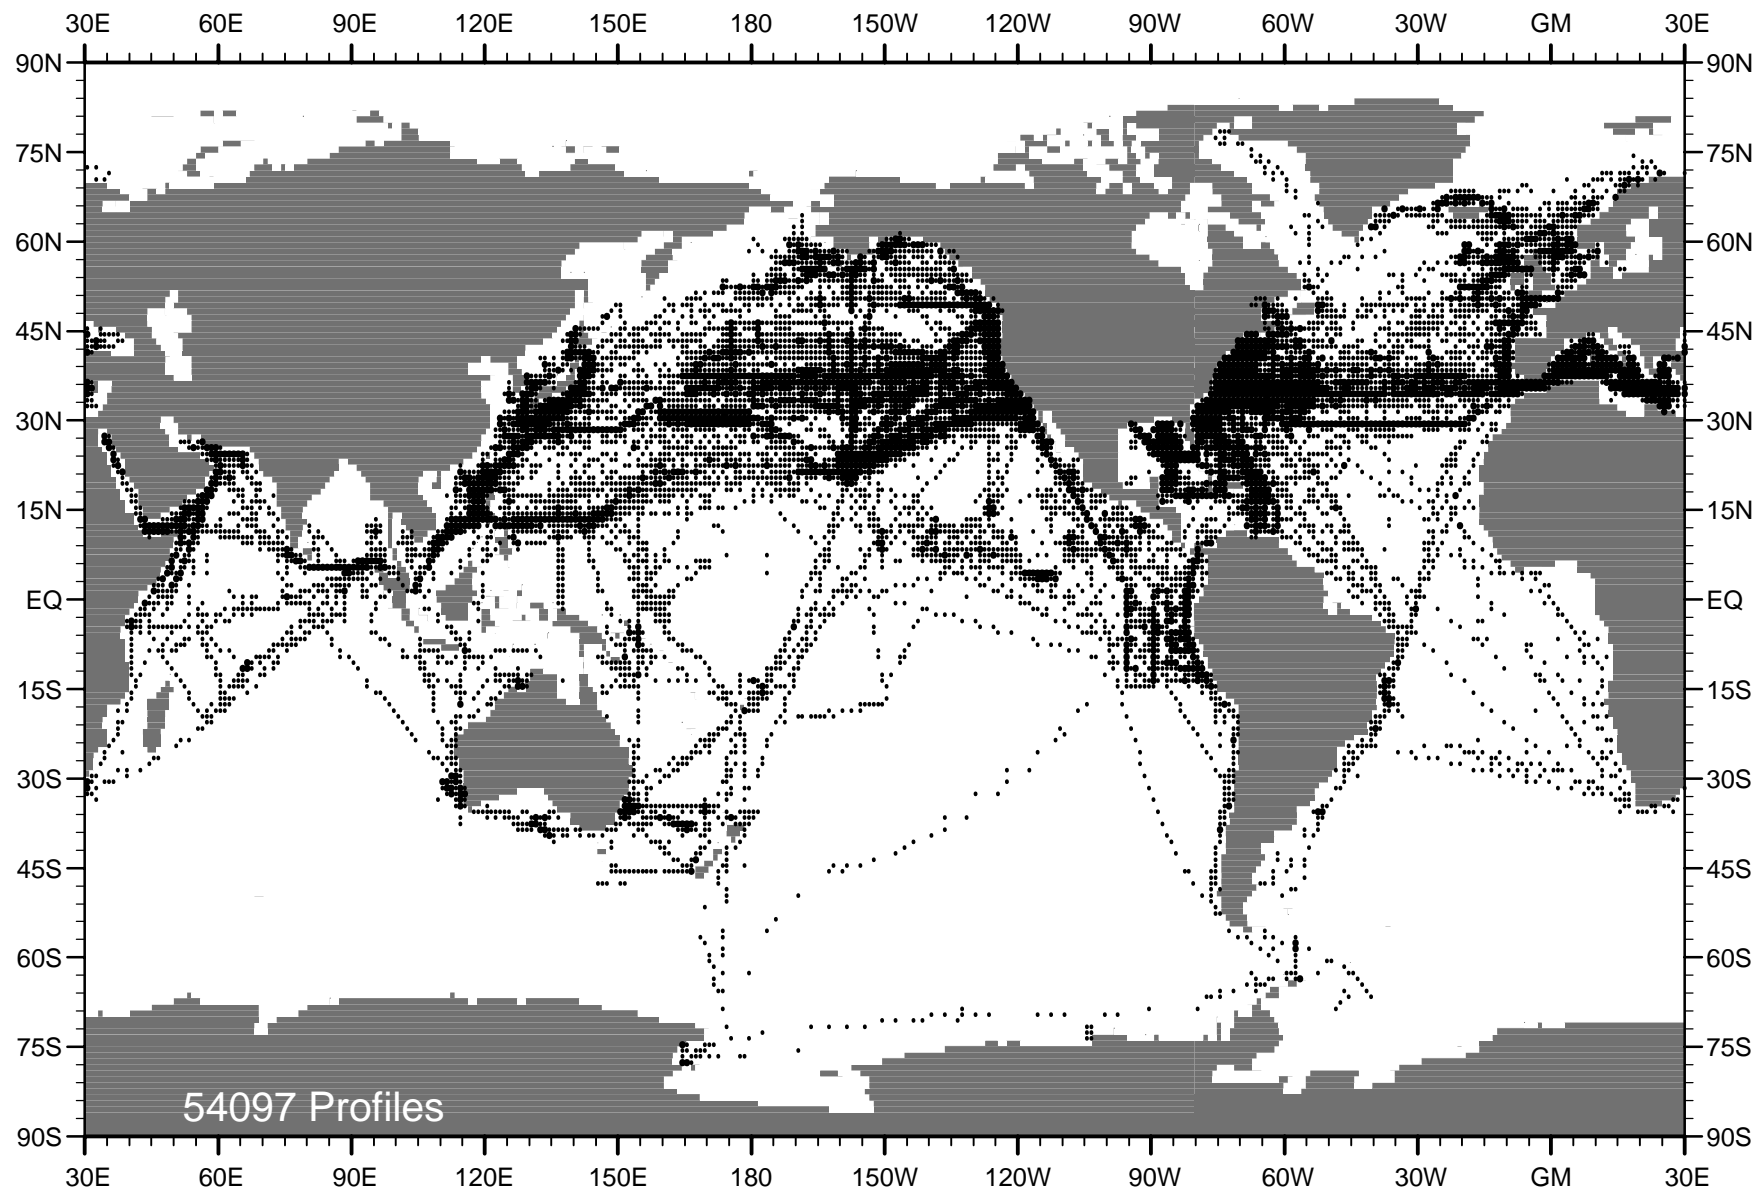 30E 60E 90E 120E 150E 180 150W 120W 90W 60W 30W GM 30E
90N 90N
75N 75N
60N 60N
45N 45N
30N 30N
15N 15N
EQ EQ
15S 15S
30S 30S
45S 45S
60S 60S
75S 75S
54097 Profiles
90S 90S
30E 60E 90E 120E 150E 180 150W 120W 90W 60W 30W GM 30E